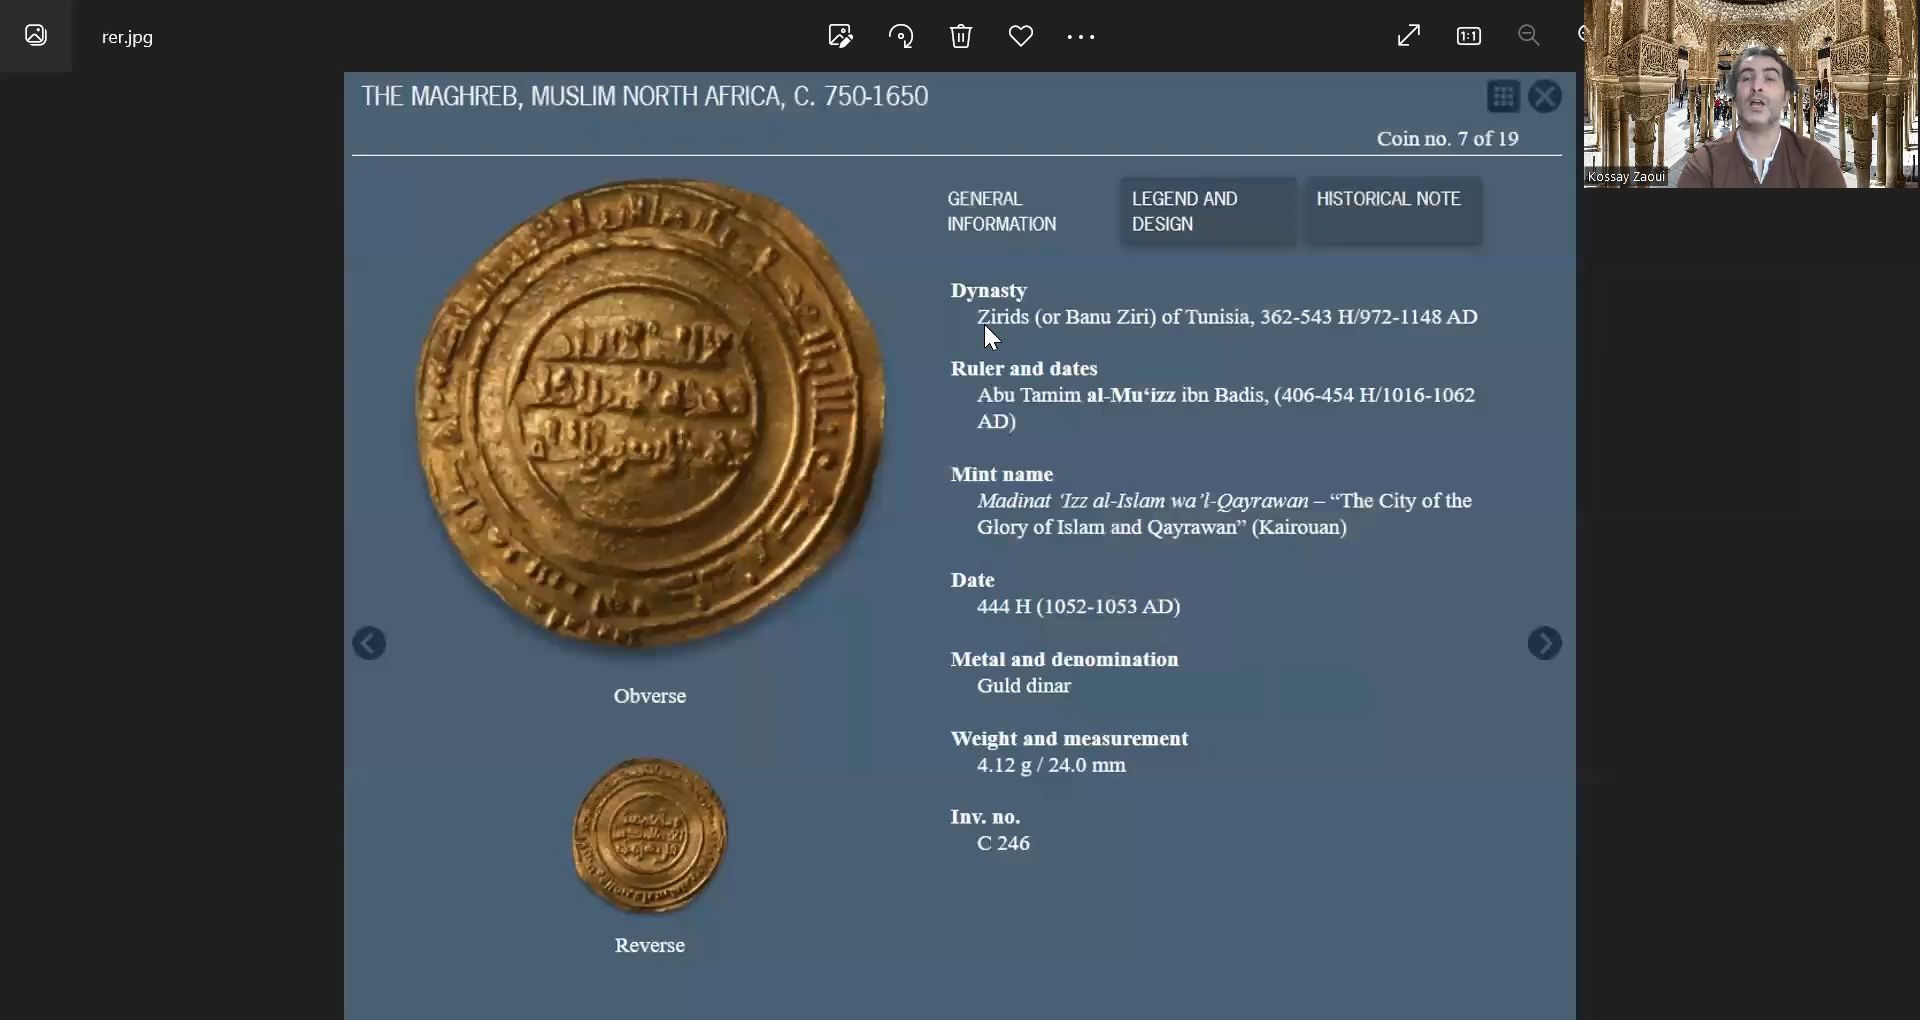 rer.jpg
THE MAGHREB, MUSLIM NORTH AFRICA, C. 750-1650
Coin no. 7 of 19
Kossay Zaoui
GENERAL
INFORMATION
LEGEND AND
DESIGN
HISTORICAL NOTE
Dynasty
Zirids (or Banu Ziri) of Tunisia, 362-543 H/972-1148 AD
Ruler and dates
Abu Tamim al-Mu‘izz ibn Badis, (406-454 H/1016-1062
AD)
Mint name
Madinat ‘Izz al-Islam wa’l-Qayrawan – “The City of the
Glory of Islam and Qayrawan” (Kairouan)
Date
444 H (1052-1053 AD)
Metal and denomination
Guld dinar
Weight and measurement
4.12 g / 24.0 mm
Inv. no.
C 246
Obverse
Reverse